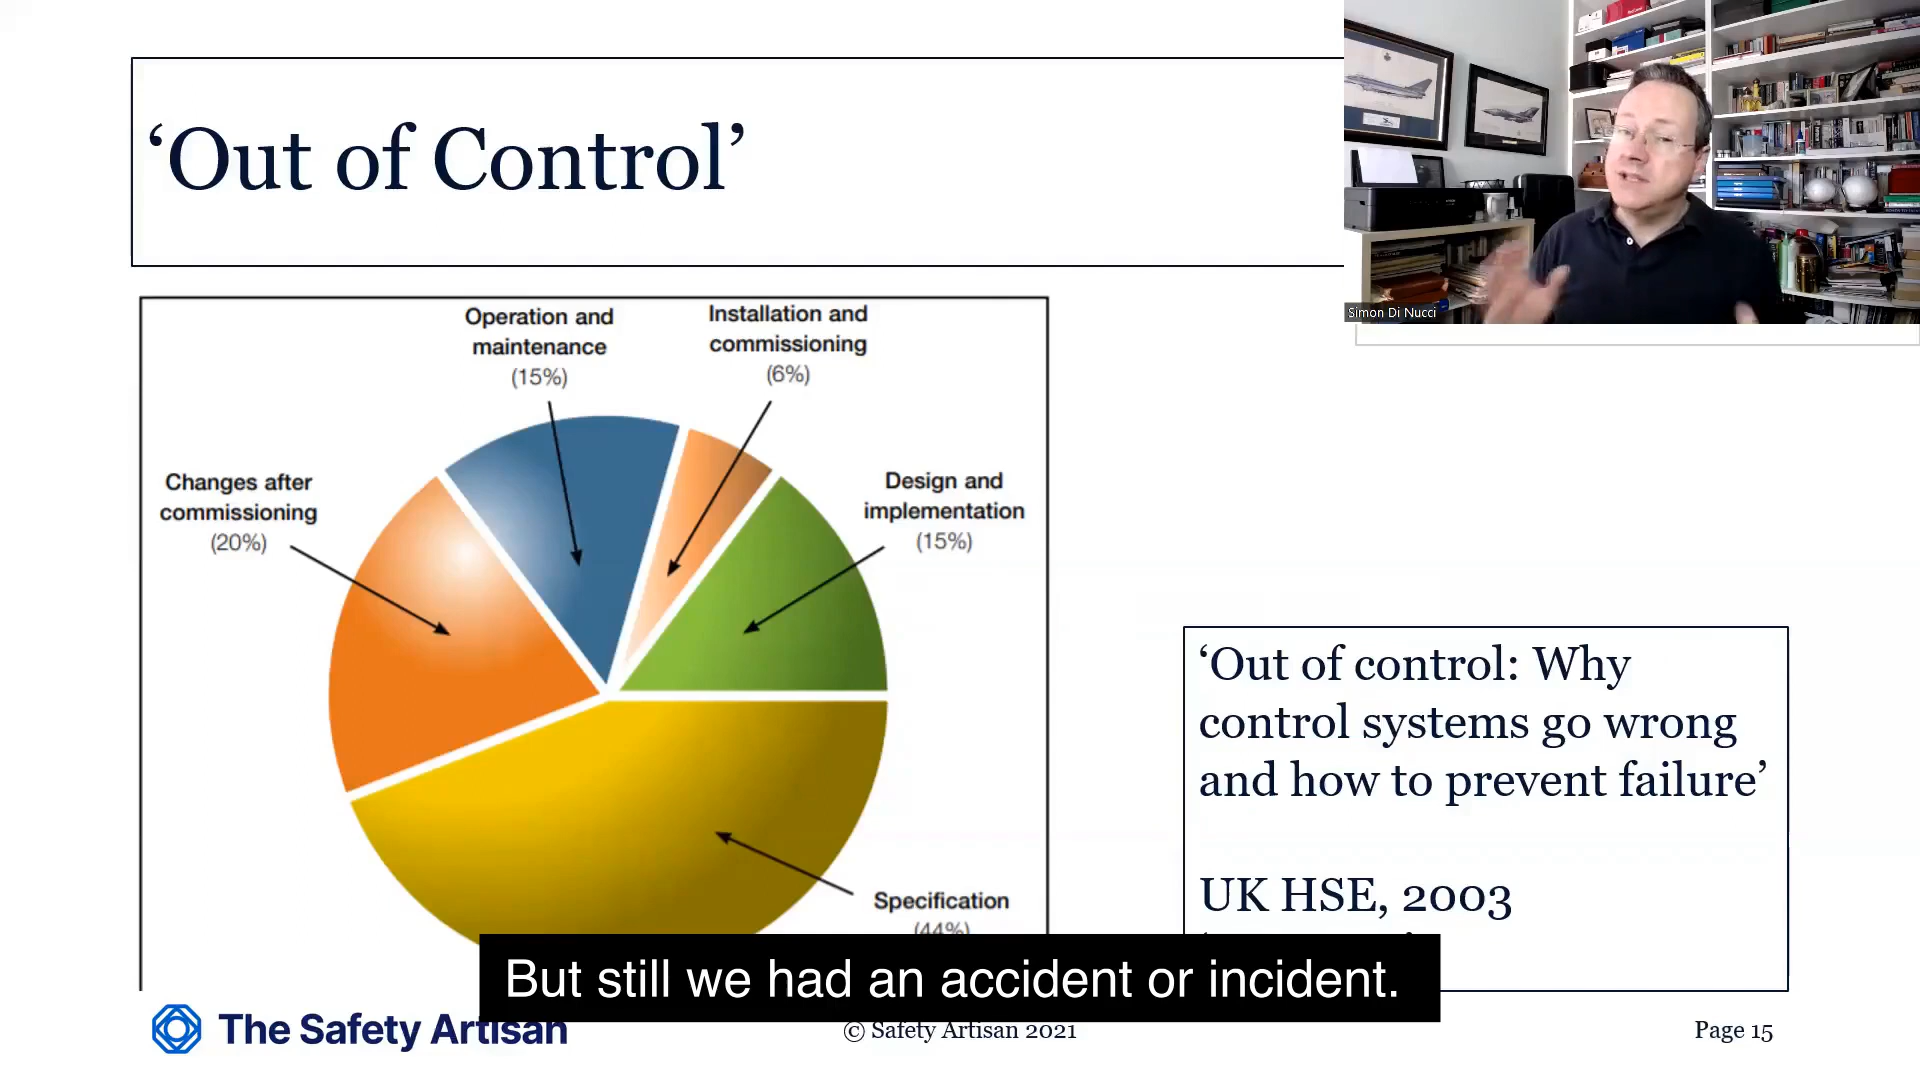 ‘Out of Control’
Simon Di Nucci
Operation and
maintenance
(15%)
Installation and
commissioning
(6%)
Changes after
commissioning
(20%)
Design and
implementation
(15%)
Specification
(44%)
‘Out of control: Why
control systems go wrong
and how to prevent failure’
UK HSE, 2003
But still we had an accident or incident.
The Safety Artisan
© Safety Artisan 2021
Page 15